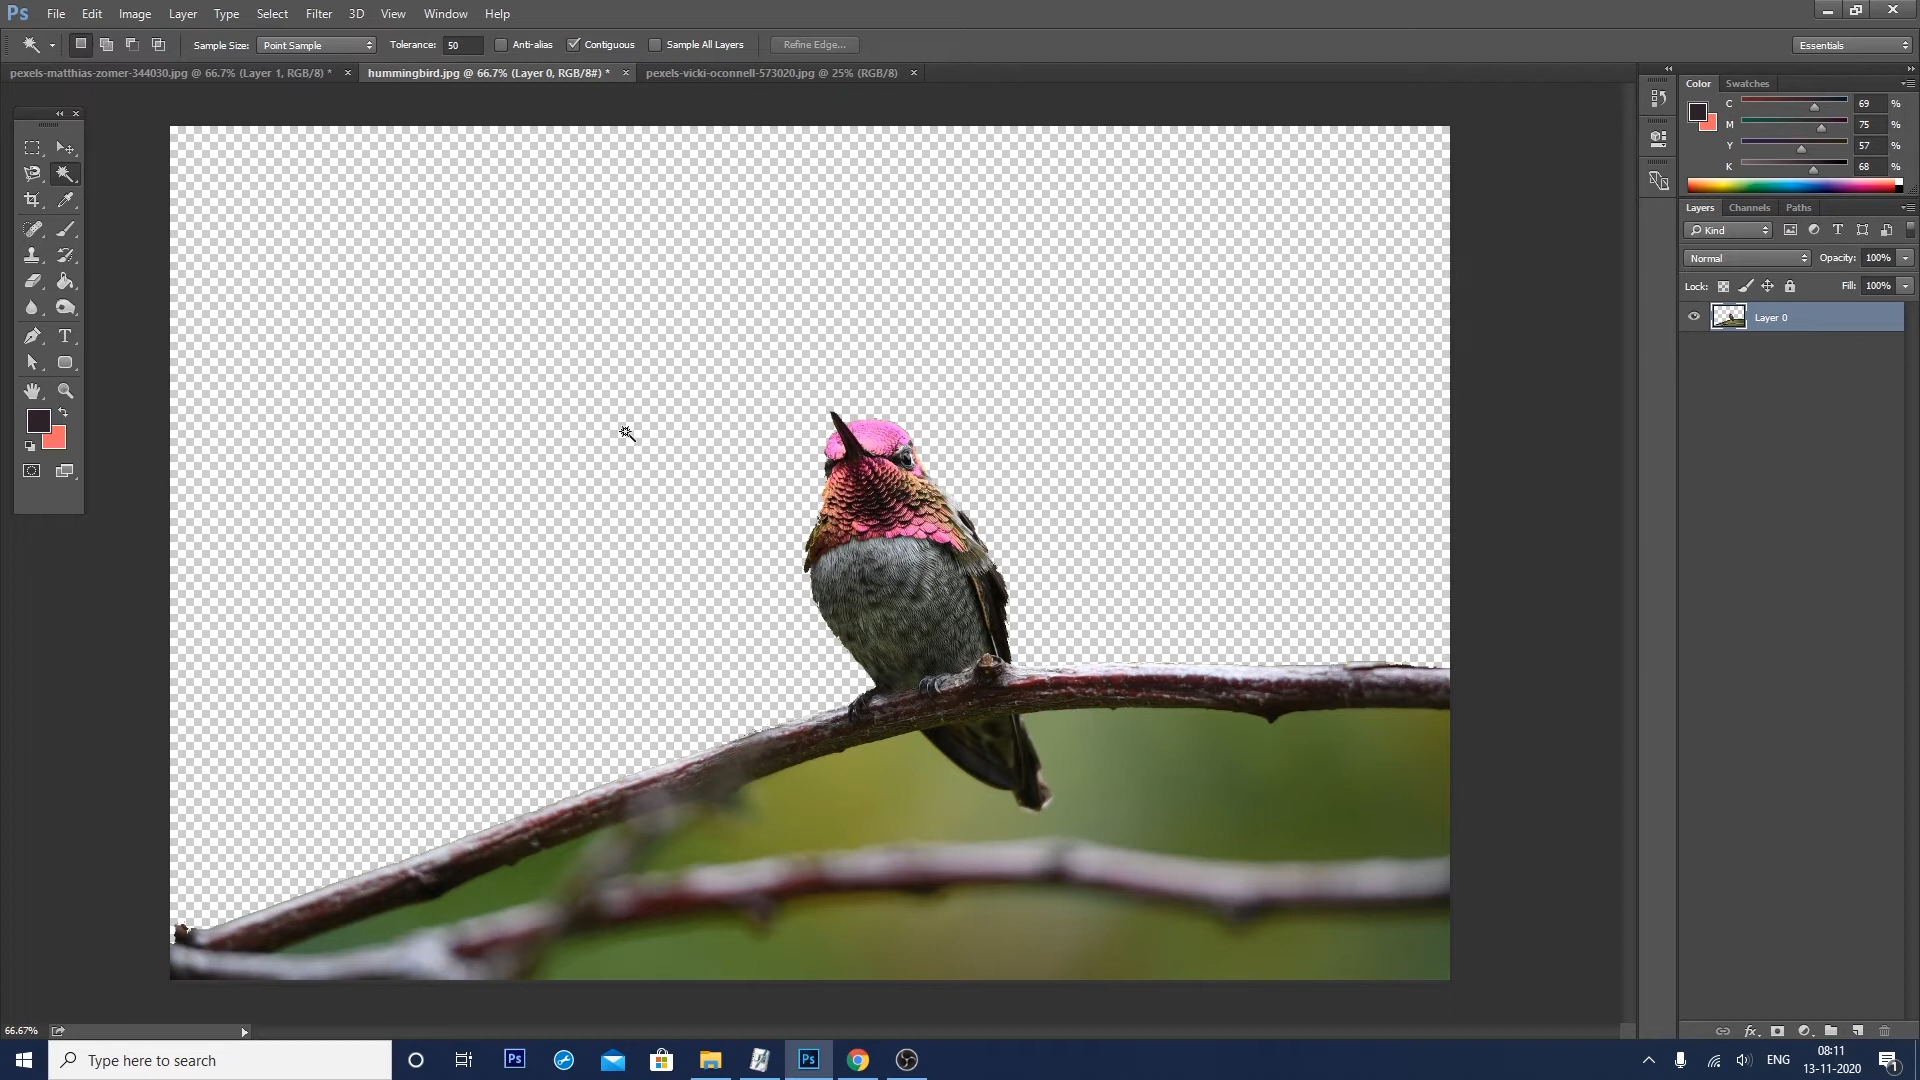 Ps File Edit Image Layer Type Select Filter 3D View Window Help
Sample Size: Point Sample Tolerance: 50 Anti-alias Contiguous Sample All Layers Refine Edge... Essentials
pexels-matthias-zomer-344030.jpg @ 66.7% (Layer 1, RGB/8) * × hummingbird.jpg @ 66.7% (Layer 0, RGB/8#) * × pexels-vicki-oconnell-573020.jpg @ 25% (RGB/8) ×
Color Swatches
C 69 %
M 75 %
Y 57 %
K 68 %
Layers Channels Paths
Kind
Normal Opacity: 100%
Lock: Fill: 100%
Layer 0
66.67%
Type here to search
Ps
Ps
ENG
08:11
13-11-2020
1